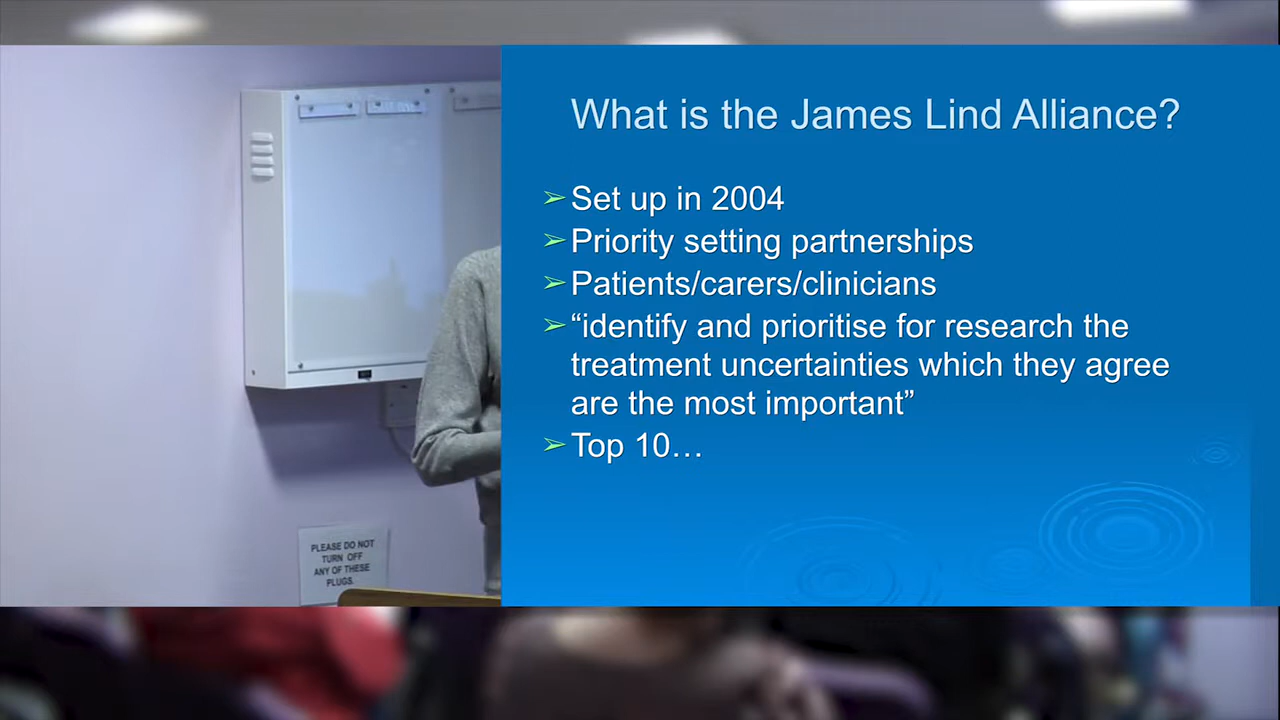 What is the James Lind Alliance?
➢ Set up in 2004
➢ Priority setting partnerships
➢ Patients/carers/clinicians
➢ “identify and prioritise for research the
treatment uncertainties which they agree
are the most important”
➢ Top 10…
PLEASE DO NOT
TURN OFF
ANY OF THESE
PLUGS.